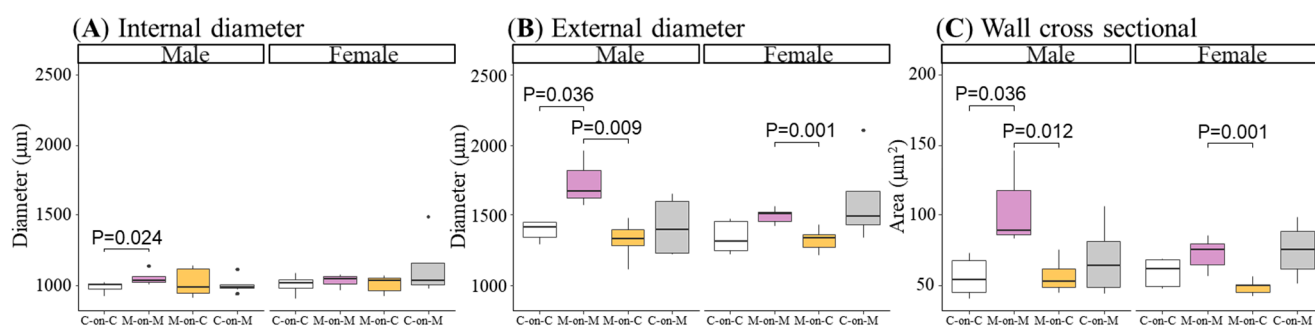 (A) Internal diameter
Male Female
Diameter (μm)
2500
2000
1500
1000
P=0.024
C-on-C M-on-M M-on-C C-on-M C-on-C M-on-M M-on-C C-on-M
(B) External diameter
Male Female
Diameter (μm)
2500
2000
1500
1000
P=0.036
P=0.009
P=0.001
C-on-C M-on-M M-on-C C-on-M C-on-C M-on-M M-on-C C-on-M
(C) Wall cross sectional
Male Female
Area (μm²)
200
150
100
50
P=0.036
P=0.012
P=0.001
C-on-C M-on-M M-on-C C-on-M C-on-C M-on-M M-on-C C-on-M